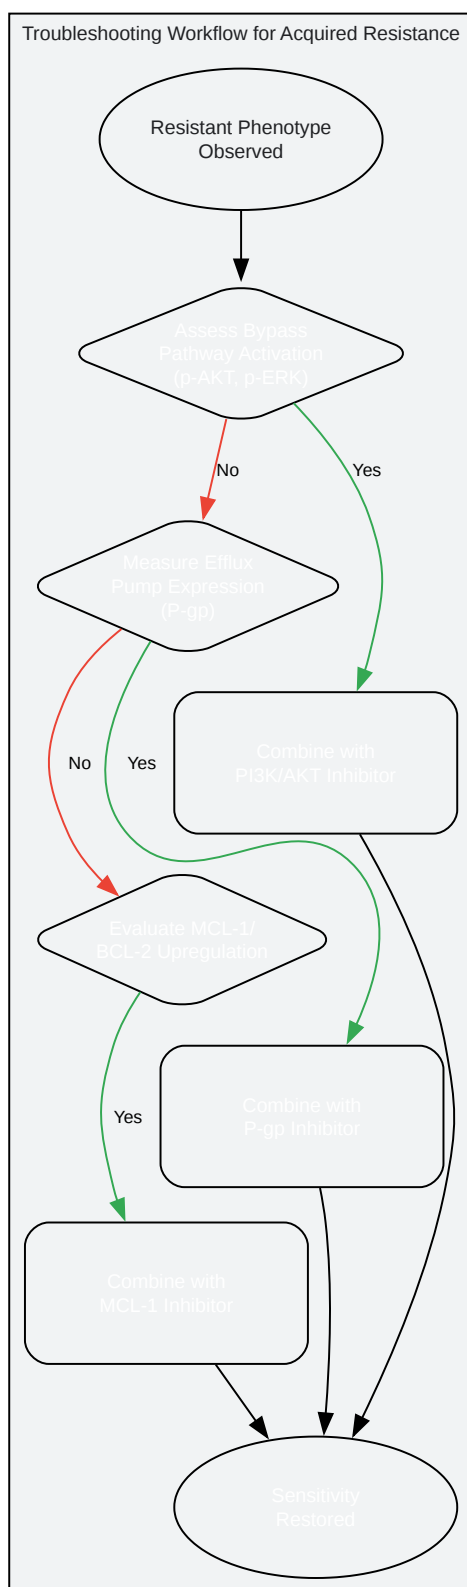 Troubleshooting Workflow for Acquired Resistance
Resistant Phenotype
Observed
Assess Bypass
Pathway Activation
(p-AKT, p-ERK)
No
Yes
Measure Efflux
Pump Expression
(P-gp)
Combine with
PI3K/AKT Inhibitor
No
Yes
Evaluate MCL-1/
BCL-2 Upregulation
Combine with
P-gp Inhibitor
Yes
Combine with
MCL-1 Inhibitor
Sensitivity
Restored